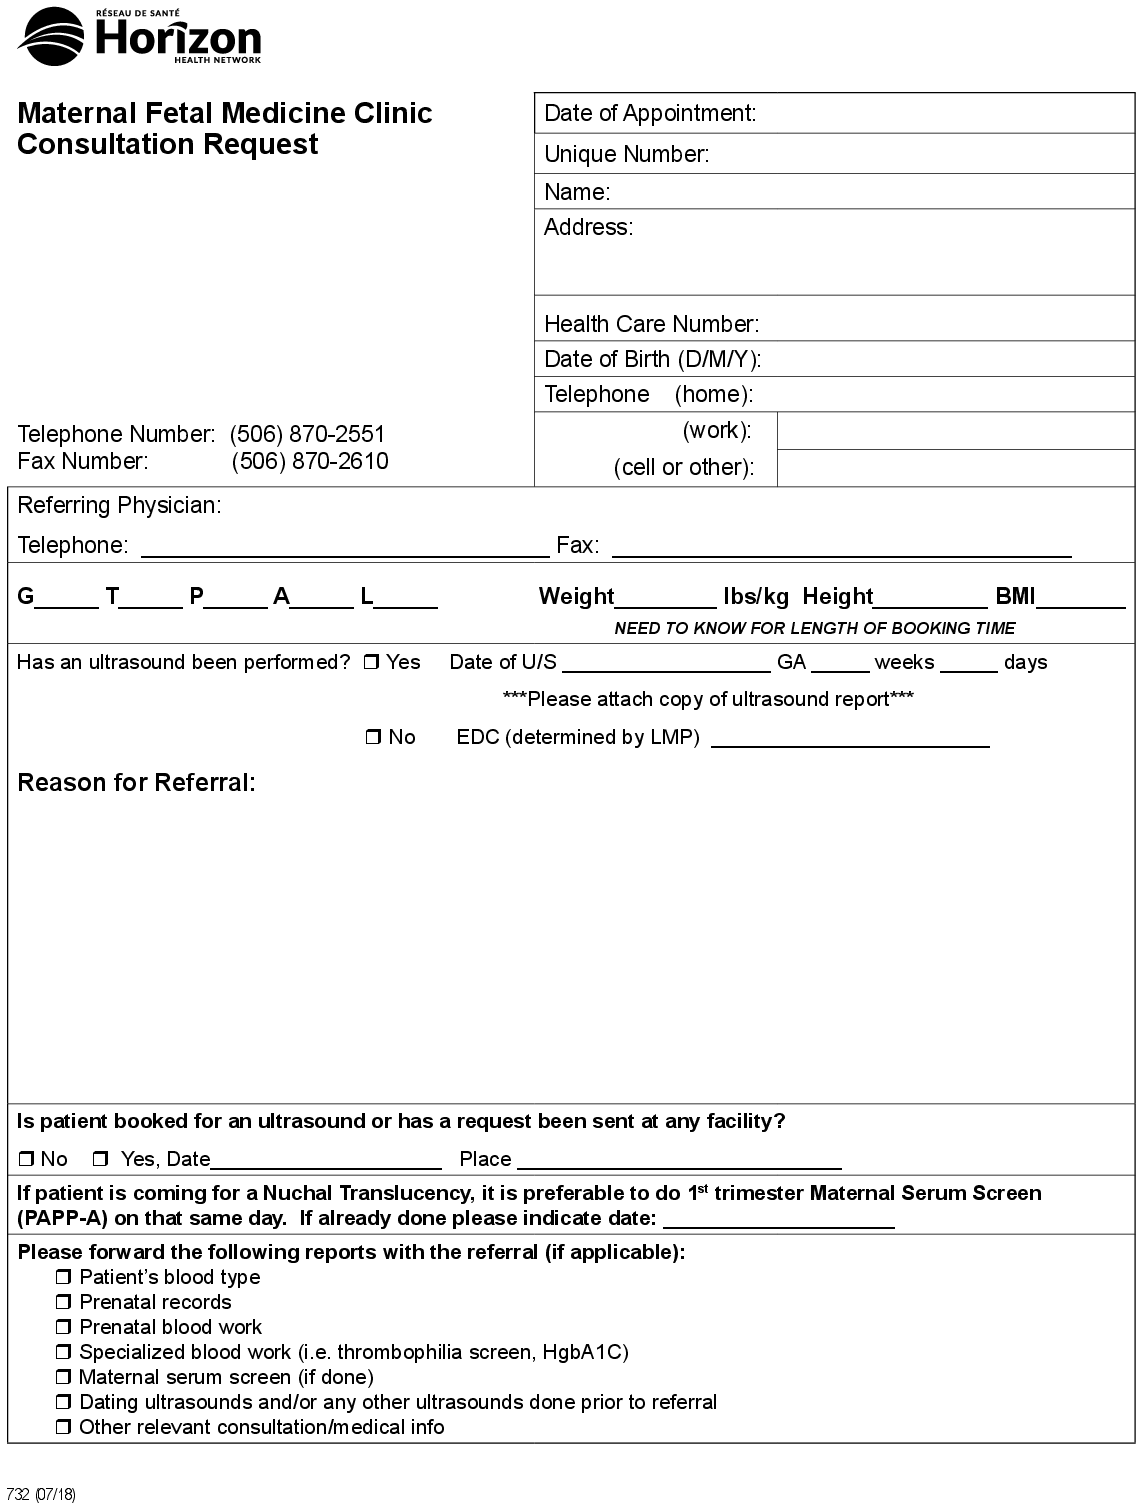 RÉSEAU DE SANTÉ
Horizon
HEALTH NETWORK
Maternal Fetal Medicine Clinic
Consultation Request
Telephone Number: (506) 870-2551
Fax Number: (506) 870-2610
Date of Appointment:
Unique Number:
Name:
Address:
Health Care Number:
Date of Birth (D/M/Y):
Telephone (home):
(work):
(cell or other):
Referring Physician:
Telephone: ____________ Fax: ____________
G_____ T_____ P_____ A_____ L_____ Weight________ lbs/kg Height_________ BMI_______
NEED TO KNOW FOR LENGTH OF BOOKING TIME
Has an ultrasound been performed? ❒ Yes Date of U/S __________________ GA _____ weeks _____ days
***Please attach copy of ultrasound report***
❒ No EDC (determined by LMP) ________________________
Reason for Referral:
Is patient booked for an ultrasound or has a request been sent at any facility?
❒ No ❒ Yes, Date____________________ Place ____________________________
If patient is coming for a Nuchal Translucency, it is preferable to do 1st trimester Maternal Serum Screen
(PAPP-A) on that same day. If already done please indicate date: ____________________
Please forward the following reports with the referral (if applicable):
❒ Patient’s blood type
❒ Prenatal records
❒ Prenatal blood work
❒ Specialized blood work (i.e. thrombophilia screen, HgbA1C)
❒ Maternal serum screen (if done)
❒ Dating ultrasounds and/or any other ultrasounds done prior to referral
❒ Other relevant consultation/medical info
732 (07/18)